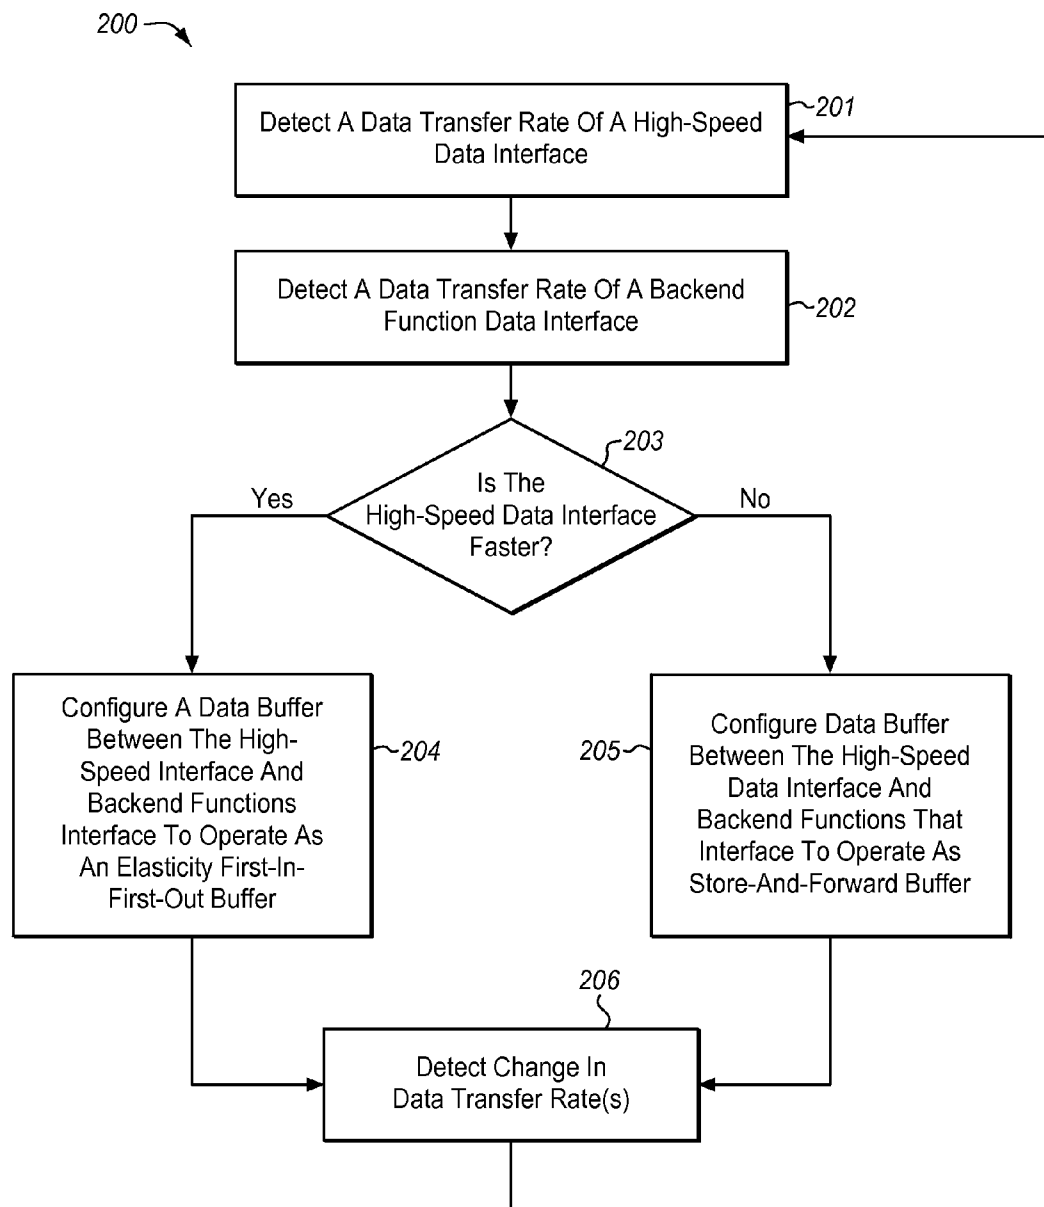 200
Detect A Data Transfer Rate Of A High-Speed
Data Interface
201
Detect A Data Transfer Rate Of A Backend
Function Data Interface
202
203
Is The
High-Speed Data Interface
Faster?
Yes
No
Configure A Data Buffer
Between The High-
Speed Interface And
Backend Functions
Interface To Operate As
An Elasticity First-In-
First-Out Buffer
204
205
Configure Data Buffer
Between The High-Speed
Data Interface And
Backend Functions That
Interface To Operate As
Store-And-Forward Buffer
206
Detect Change In
Data Transfer Rate(s)